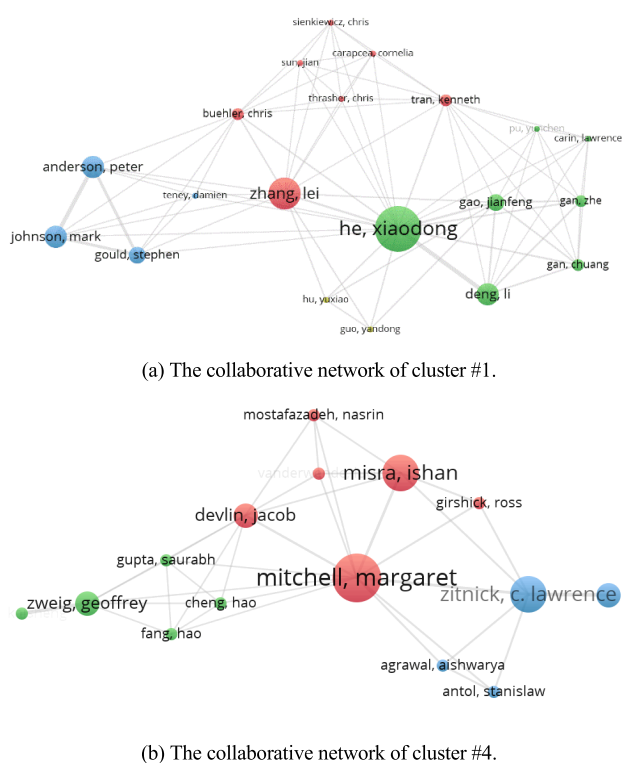 sienkiewicz, chris
carapcea, cornelia
sun, jian
thrasher, chris
tran, kenneth
buehler, chris
carin, lawrence
anderson, peter
teney, damien
zhang, lei
gao, jianfeng
gan, zhe
he, xiaodong
johnson, mark
gould, stephen
gan, chuang
deng, li
hu, yuxiao
guo, yandong
(a) The collaborative network of cluster #1.
mostafazadeh, nasrin
misra, ishan
girshick, ross
devlin, jacob
gupta, saurabh
mitchell, margaret
zitnick, c. lawrence
zweig, geoffrey
cheng, hao
fang, hao
agrawal, aishwarya
antol, stanislaw
(b) The collaborative network of cluster #4.